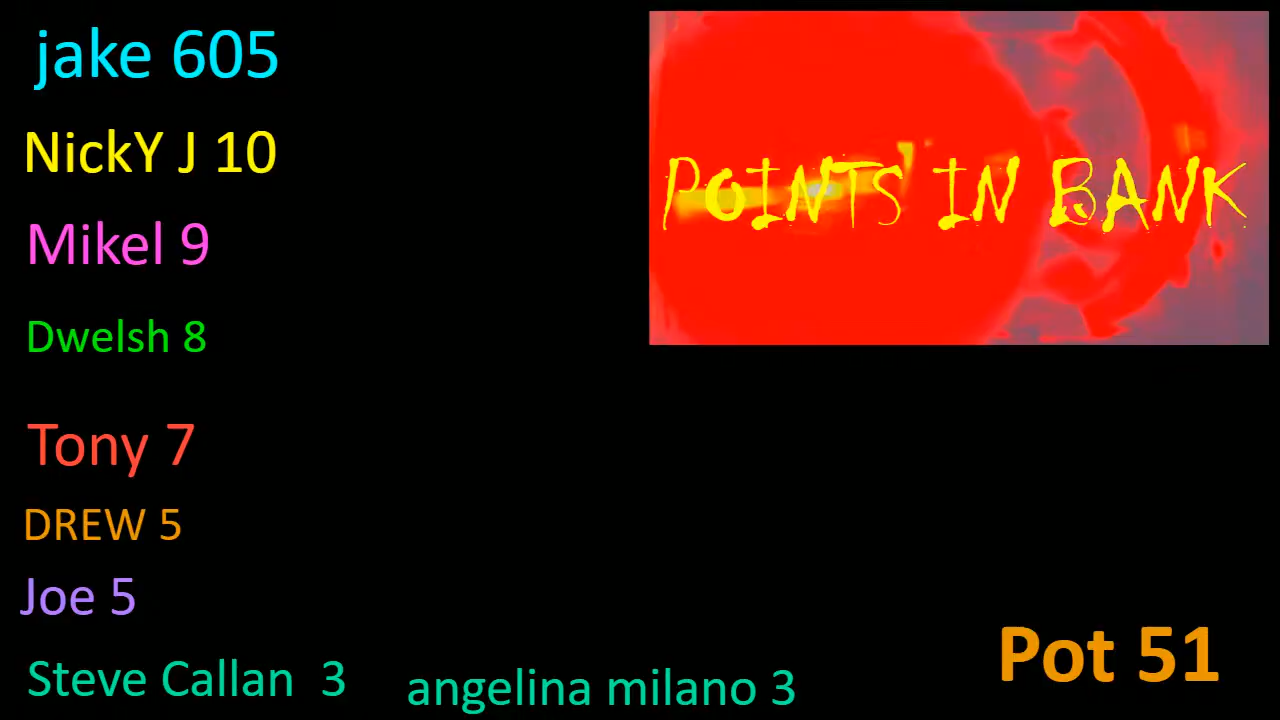 jake 605
NickY J 10
Mikel 9
Dwelsh 8
Tony 7
DREW 5
Joe 5
Steve Callan  3
angelina milano 3
POINTS IN BANK
Pot 51